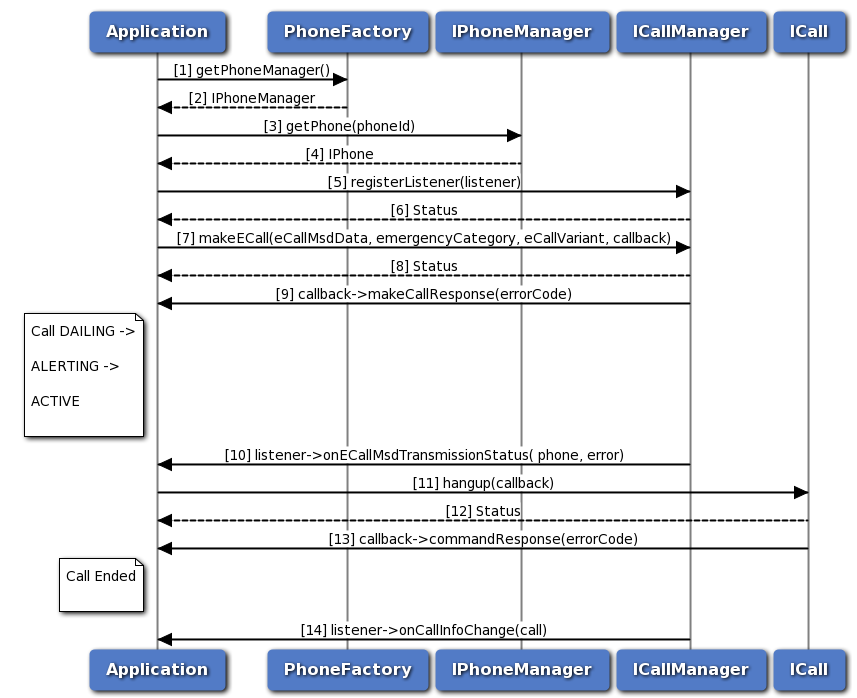 Application PhoneFactory IPhoneManager ICallManager ICall
[1] getPhoneManager()
[2] IPhoneManager
[3] getPhone(phoneId)
[4] IPhone
[5] registerListener(listener)
[6] Status
[7] makeECall(eCallMsdData, emergencyCategory, eCallVariant, callback)
[8] Status
[9] callback->makeCallResponse(errorCode)
Call DAILING ->
ALERTING ->
ACTIVE
[10] listener->onECallMsdTransmissionStatus( phone, error)
[11] hangup(callback)
[12] Status
[13] callback->commandResponse(errorCode)
Call Ended
[14] listener->onCallInfoChange(call)
Application PhoneFactory IPhoneManager ICallManager ICall